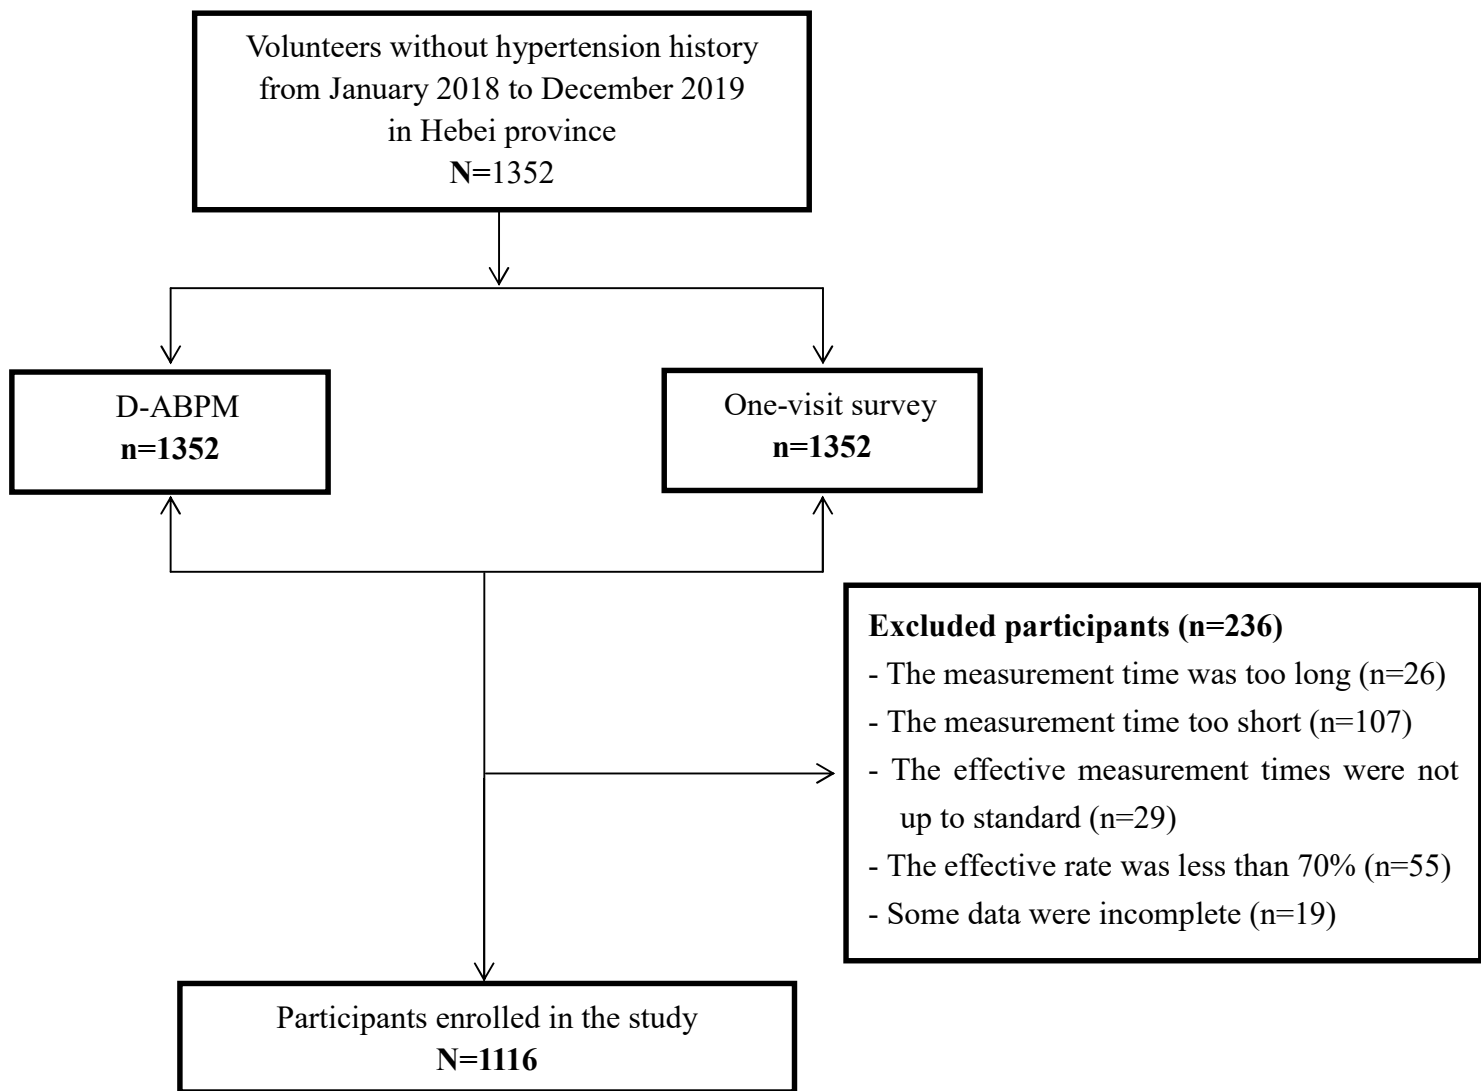 Volunteers without hypertension history
from January 2018 to December 2019
in Hebei province
N=1352
D-ABPM
n=1352
One-visit survey
n=1352
Excluded participants (n=236)
- The measurement time was too long (n=26)
- The measurement time too short (n=107)
- The effective measurement times were not
up to standard (n=29)
- The effective rate was less than 70% (n=55)
- Some data were incomplete (n=19)
Participants enrolled in the study
N=1116